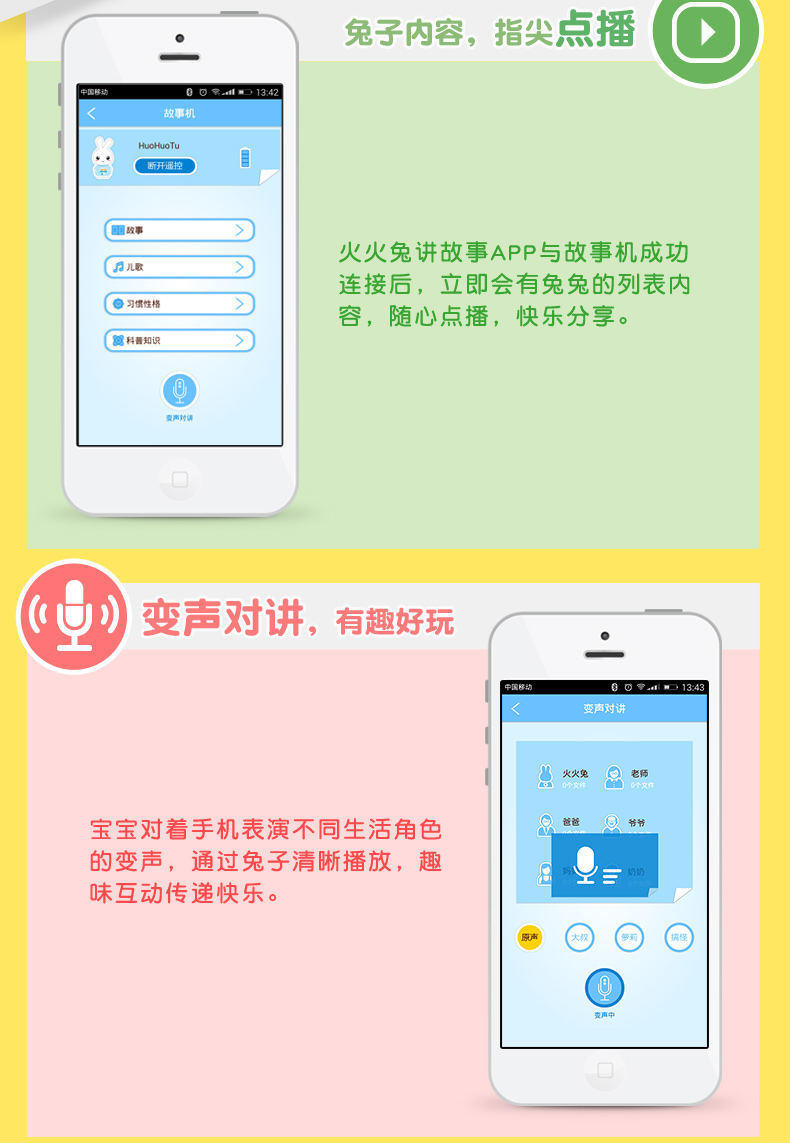 兔子内容，指尖点播
中国移动 13:42
故事机
HuoHuoTu
断开遥控
故事
儿歌
习惯性格
科普知识
变声对讲
火火兔讲故事APP与故事机成功
连接后，立即会有兔兔的列表内
容，随心点播，快乐分享。
变声对讲，有趣好玩
中国移动 13:43
变声对讲
火火兔 老师
0个文件 0个文件
爸爸 爷爷
奶奶
原声 大叔 萝莉 搞怪
变声中
宝宝对着手机表演不同生活角色
的变声，通过兔子清晰播放，趣
味互动传递快乐。